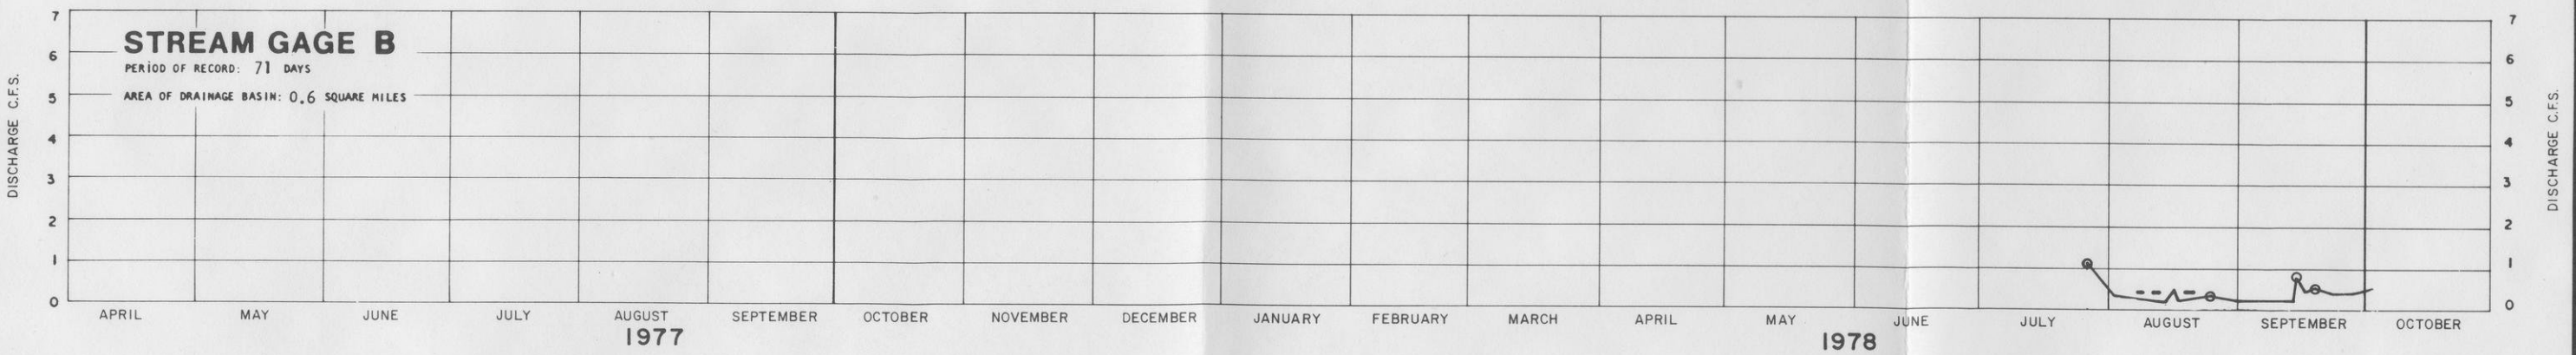 STREAM GAGE B
PERIOD OF RECORD: 71 DAYS
AREA OF DRAINAGE BASIN: 0.6 SQUARE MILES
DISCHARGE C.F.S.
7
6
5
4
3
2
1
0
7
6
5
4
3
2
1
0
DISCHARGE C.F.S.
APRIL MAY JUNE JULY AUGUST SEPTEMBER OCTOBER NOVEMBER DECEMBER JANUARY FEBRUARY MARCH APRIL MAY JUNE JULY AUGUST SEPTEMBER OCTOBER
1977 1978